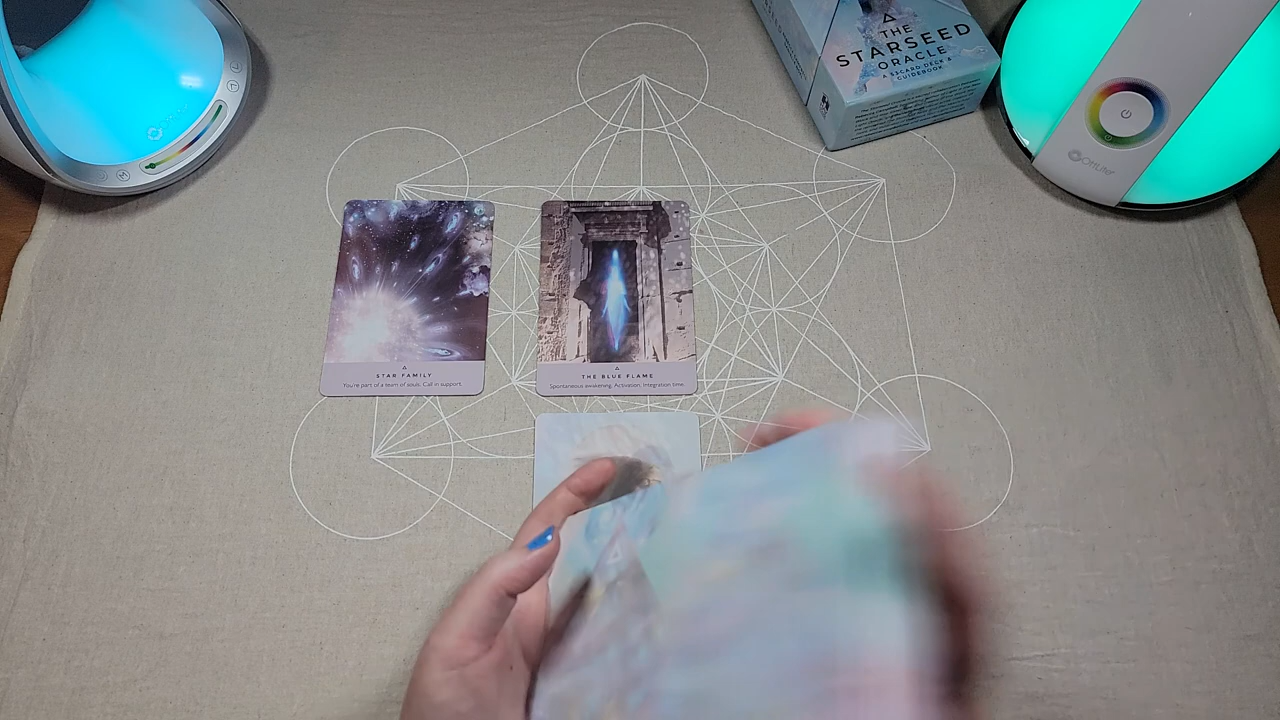 THE
STARSEED
ORACLE
A 53 CARD DECK &
GUIDEBOOK
OttLite
STAR FAMILY
You're part of a team of souls. Call in support.
THE BLUE FLAME
Spontaneous awakening. Activation. Integration time.